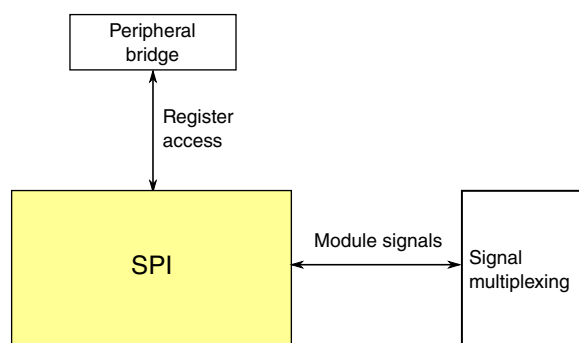 Peripheral
bridge
Register
access
SPI
Module signals
Signal
multiplexing